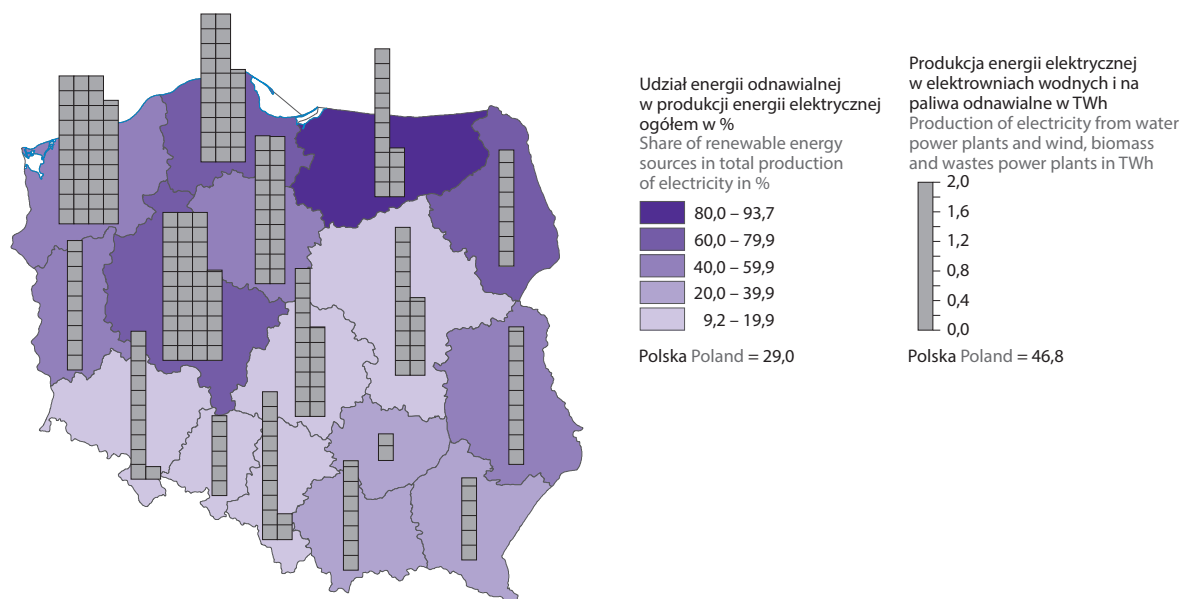 Udział energii odnawialnej
w produkcji energii elektrycznej
ogółem w %
Share of renewable energy
sources in total production
of electricity in %
80,0 – 93,7
60,0 – 79,9
40,0 – 59,9
20,0 – 39,9
9,2 – 19,9
Polska Poland = 29,0
Produkcja energii elektrycznej
w elektrowniach wodnych i na
paliwa odnawialne w TWh
Production of electricity from water
power plants and wind, biomass
and wastes power plants in TWh
2,0
1,6
1,2
0,8
0,4
0,0
Polska Poland = 46,8